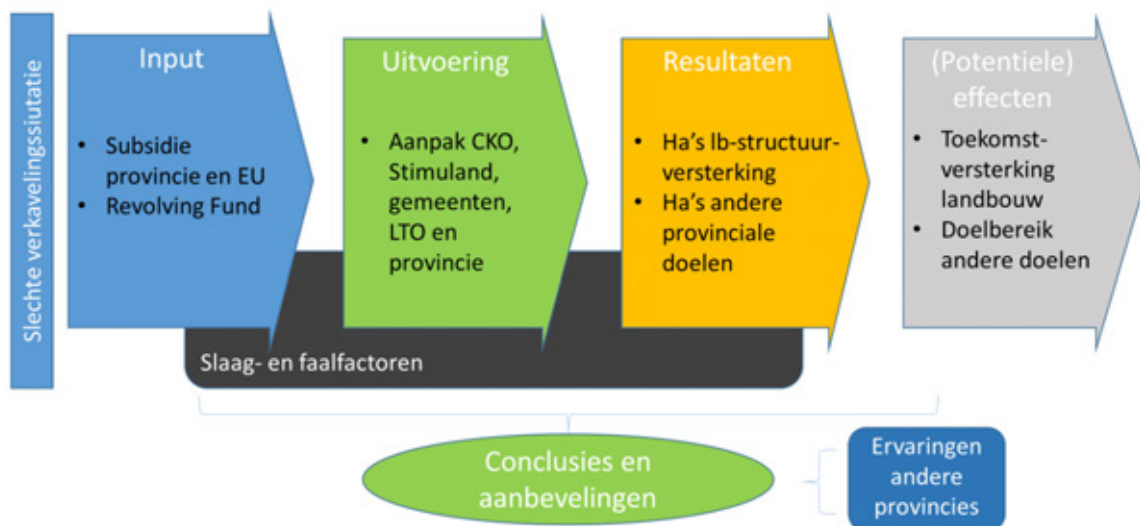 Slechte verkavelingssiutatie
Input
• Subsidie
provincie en EU
• Revolving Fund
Uitvoering
• Aanpak CKO,
Stimuland,
gemeenten,
LTO en
provincie
Resultaten
• Ha's lb-structuur-
versterking
• Ha's andere
provinciale
doelen
(Potentiele)
effecten
• Toekomst-
versterking
landbouw
• Doelbereik
andere doelen
Slaag- en faalfactoren
Conclusies en
aanbevelingen
Ervaringen
andere
provincies